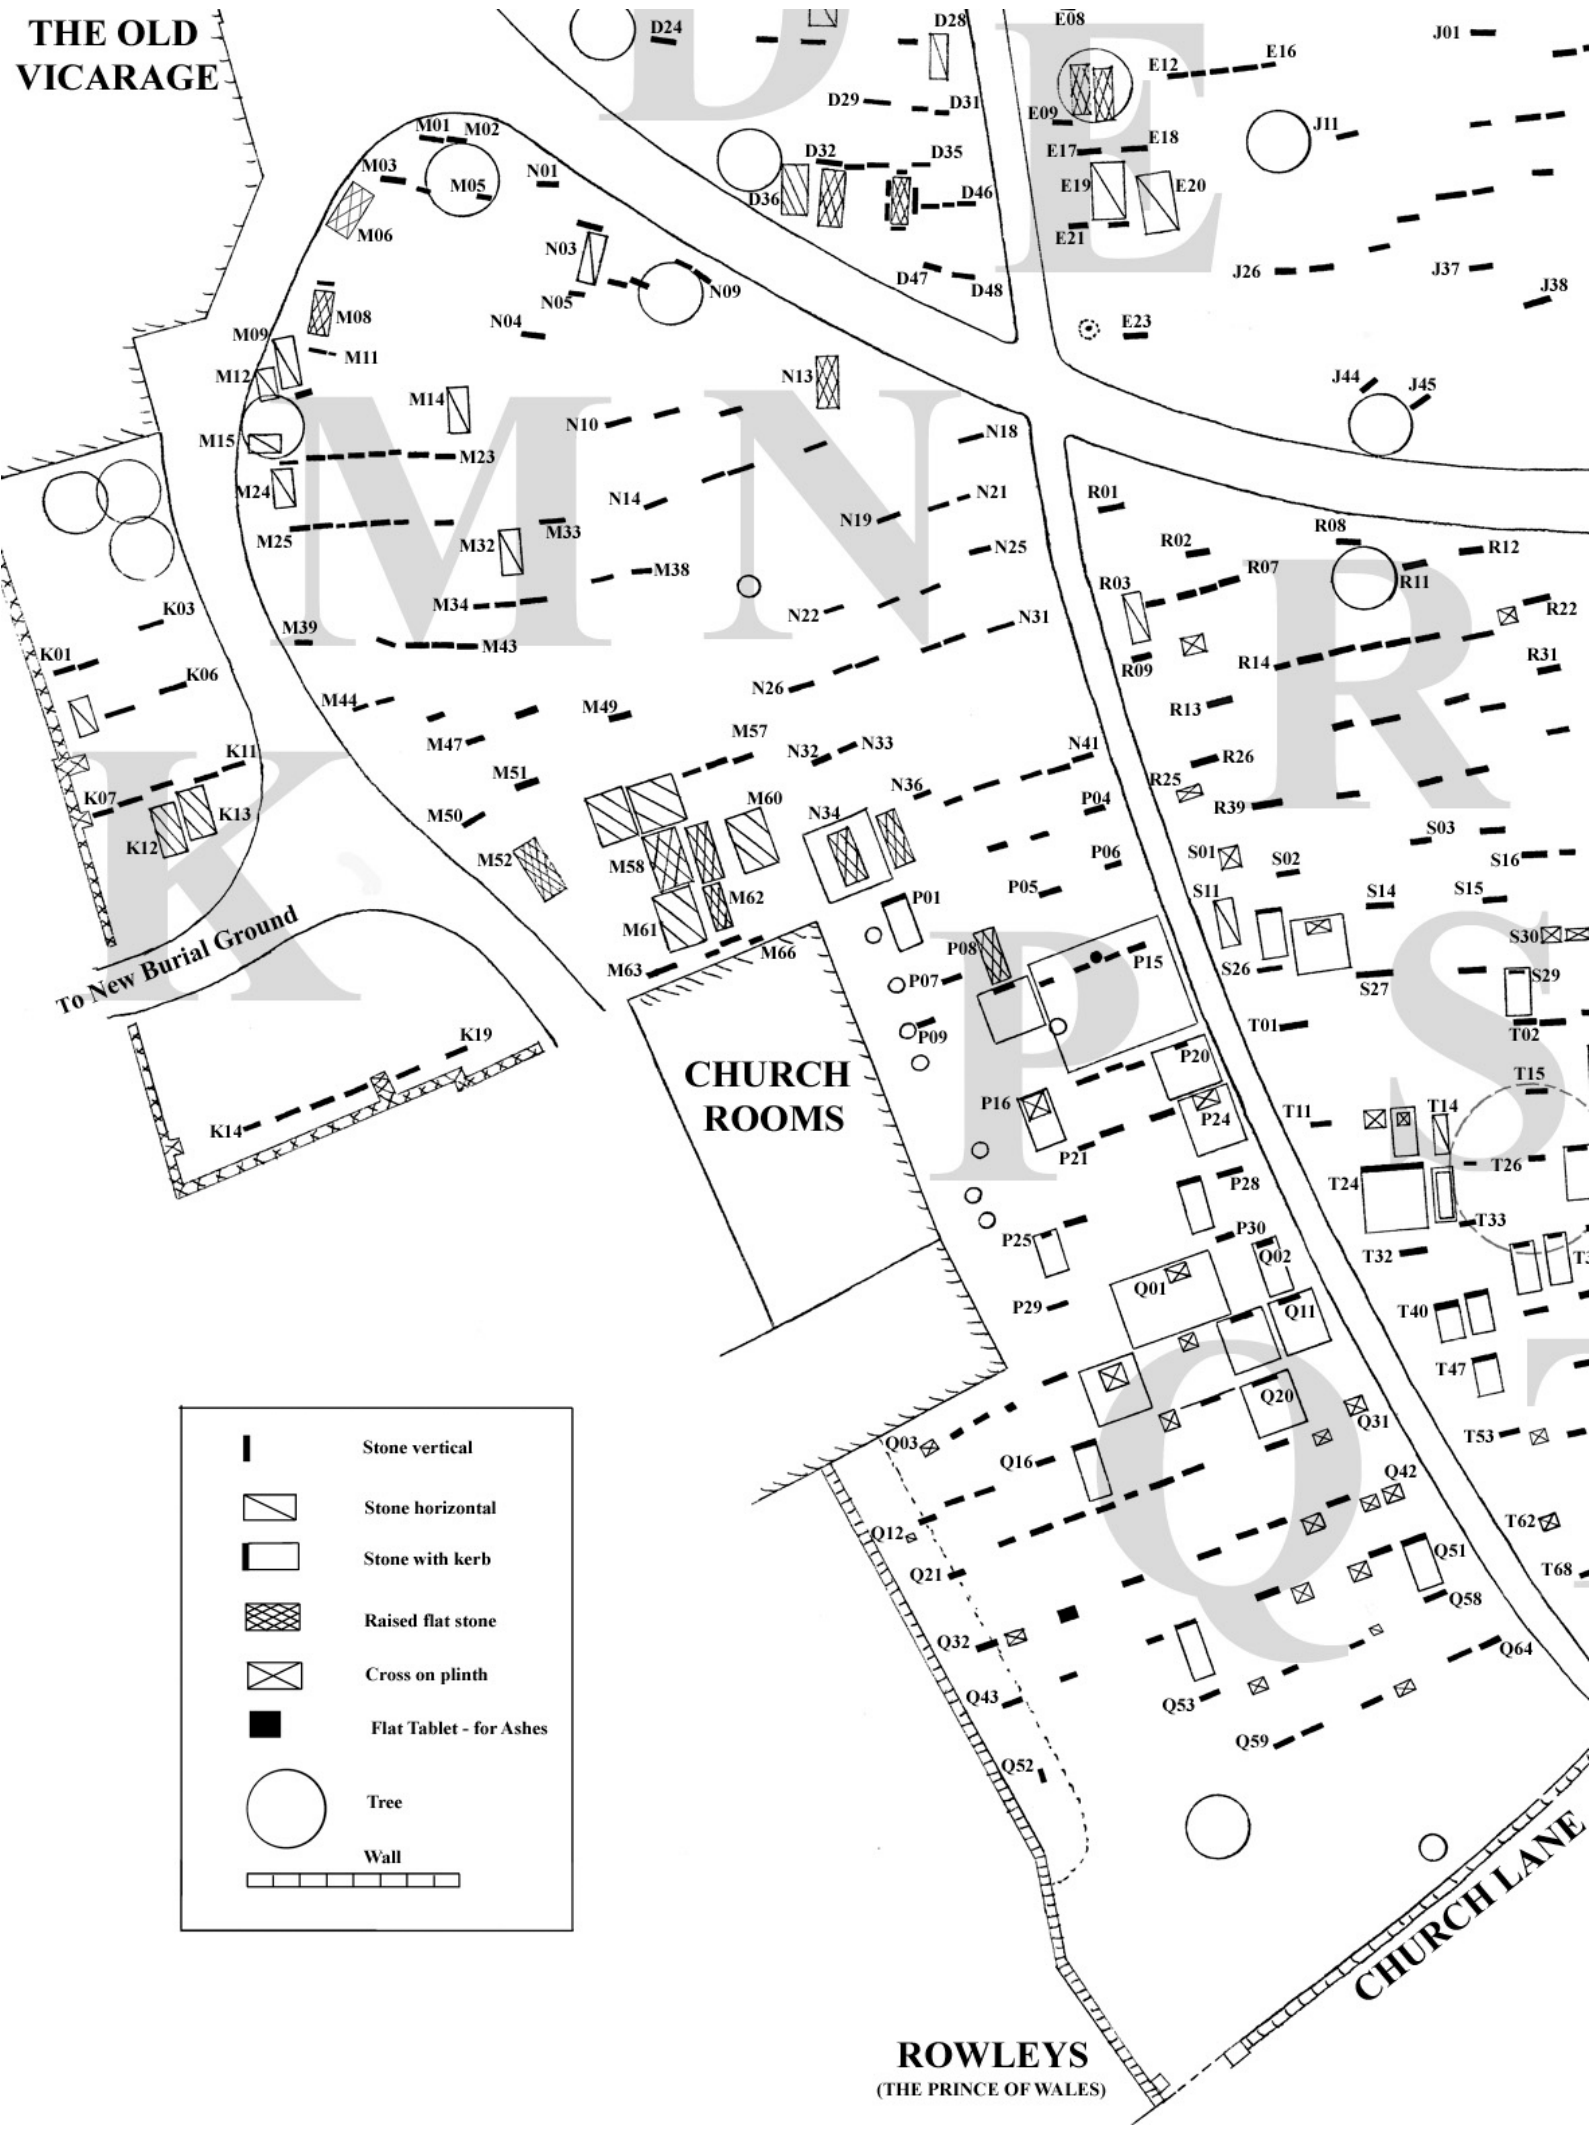 THE OLD
VICARAGE
D24
D28
E08
E12
E16
J01
D29
D31
E09
J11
M01
M02
D32
D35
E17
E18
M03
M05
N01
D36
D46
E19
E20
M06
N03
E21
D47
D48
J26
J37
J38
N05
N09
M08
N04
E23
M09
M11
M12
N13
J44
J45
M14
N10
M15
M23
N18
M24
N14
N21
R01
N19
M25
M32
M33
R08
R02
N25
R12
M38
R03
R07
R11
M34
K03
N22
R22
N31
M39
M43
K01
R14
R31
R09
K06
N26
M44
M49
R13
M57
M47
N32
N33
N41
K11
R26
M51
R25
N36
K07
M60
P04
R39
K13
M50
N34
S03
K12
M52
M58
P06
S01
S02
S16
P05
S11
S14
S15
M62
P01
M61
S30
To New Burial Ground
P08
P15
M66
M63
S26
S29
P07
S27
K19
P09
T01
T02
P20
CHURCH
ROOMS
T15
P16
T11
T14
K14
P24
P21
T26
P28
T24
T33
P25
P30
Q02
T32
Q01
P29
Q11
T40
T47
Q20
Q31
Stone vertical
Q03
T53
Q16
Q42
Stone horizontal
Q12
T62
Stone with kerb
Q51
Q21
T68
Q58
Raised flat stone
Q32
Q64
Cross on plinth
Q43
Q53
Flat Tablet - for Ashes
Q59
Q52
Tree
Wall
CHURCH LANE
ROWLEYS
(THE PRINCE OF WALES)
D
E
M
N
R
K
P
S
Q